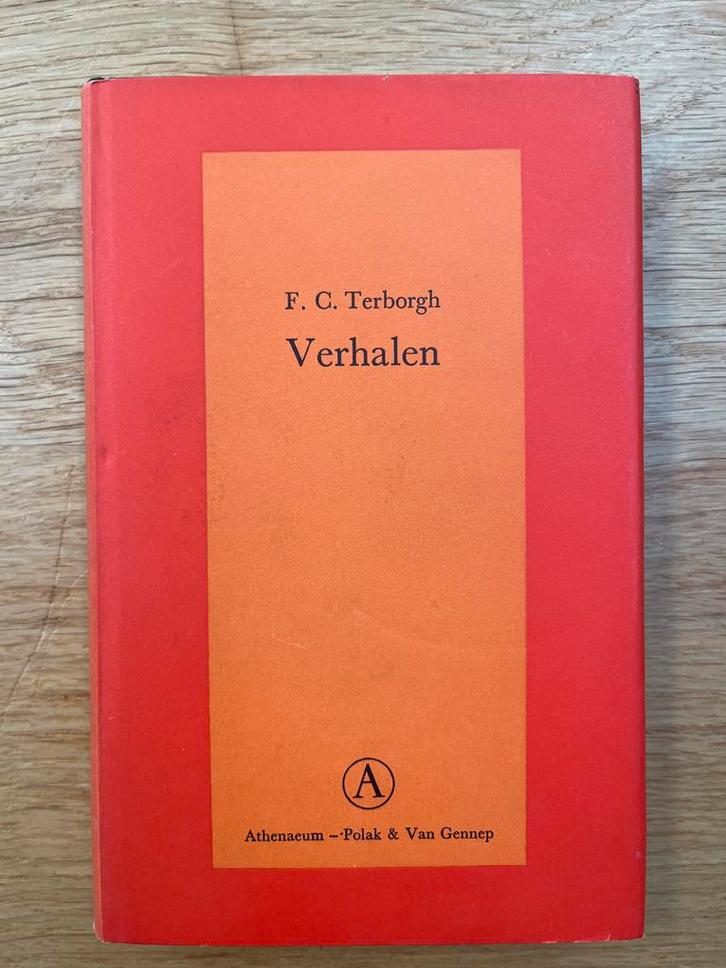 F. C. Terborgh
Verhalen
A
Athenaeum – Polak & Van Gennep